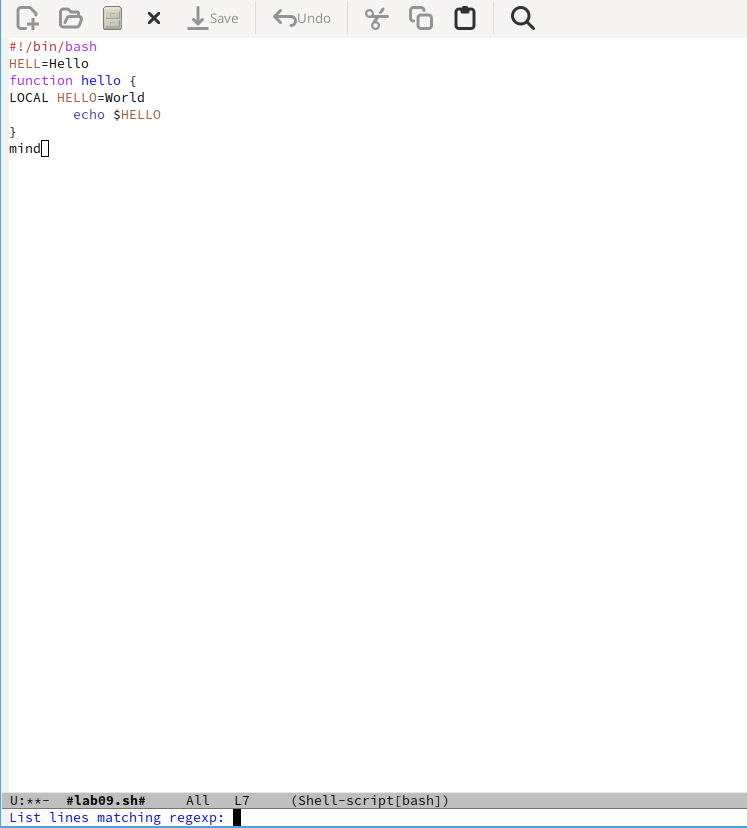 Save Undo
#!/bin/bash
HELL=Hello
function hello {
LOCAL HELLO=World
        echo $HELLO
}
mind
U:**-  #lab09.sh#     All   L7     (Shell-script[bash])
List lines matching regexp: